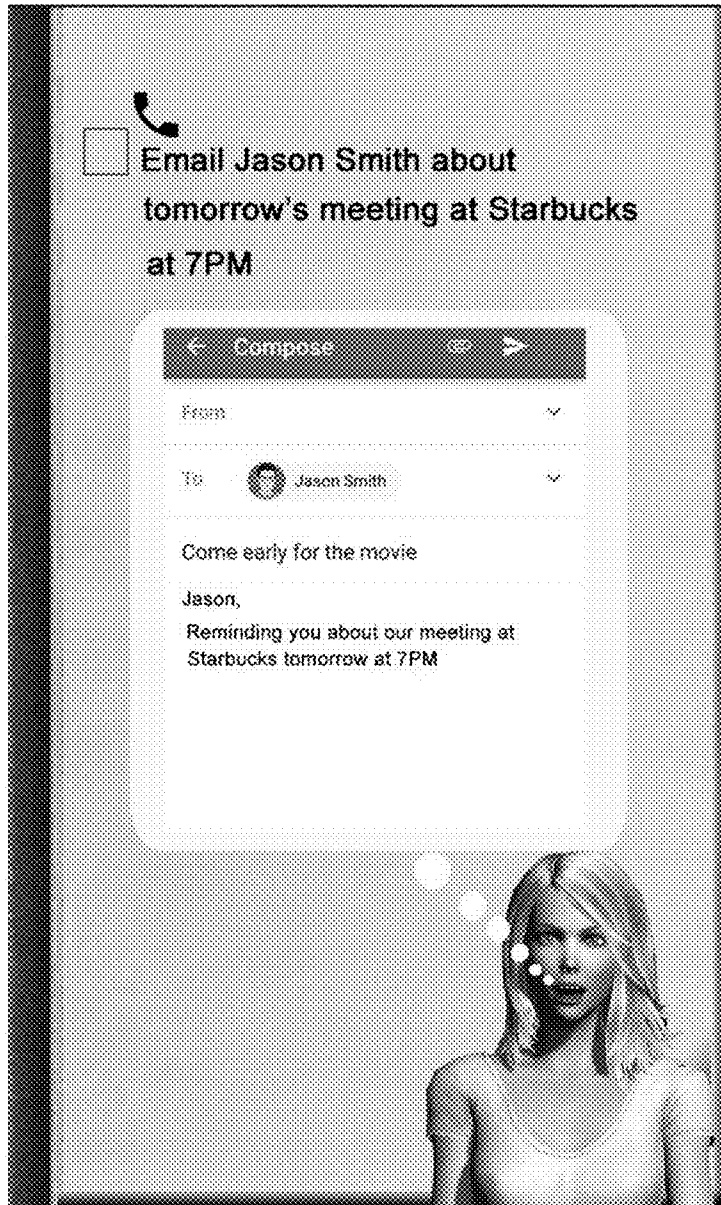 Email Jason Smith about
tomorrow's meeting at Starbucks
at 7PM
Compose
From
To Jason Smith
Come early for the movie
Jason,
Reminding you about our meeting at
Starbucks tomorrow at 7PM